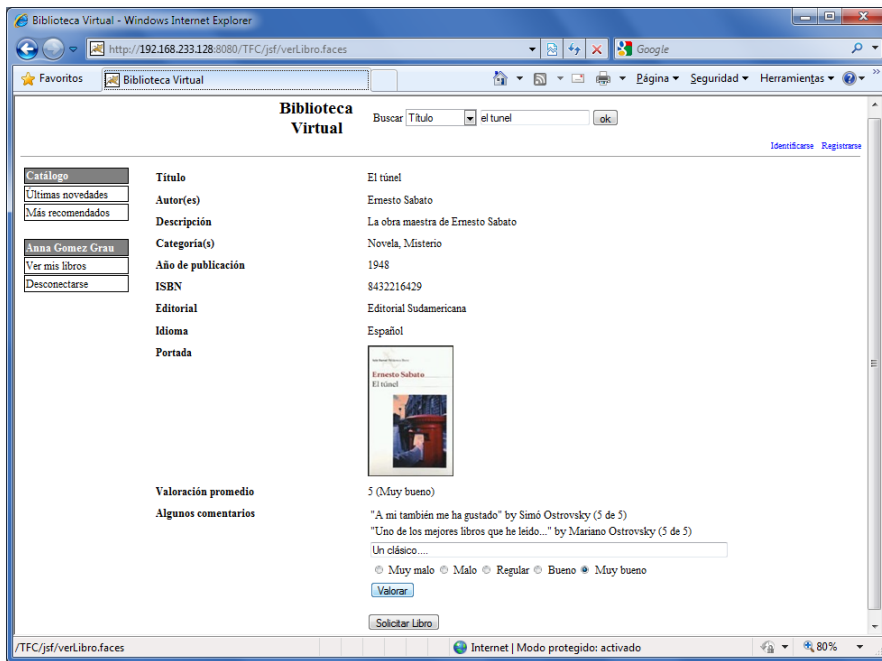 Biblioteca Virtual - Windows Internet Explorer
http://192.168.233.128:8080/TFC/jsf/verLibro.faces
Google
Favoritos
Biblioteca Virtual
Página Seguridad Herramientas
Biblioteca
Virtual
Buscar Título el tunel ok
Identificarse Registrarse
Catálogo
Últimas novedades
Más recomendados
Anna Gomez Grau
Ver mis libros
Desconectarse
Título El túnel
Autor(es) Ernesto Sabato
Descripción La obra maestra de Ernesto Sabato
Categoría(s) Novela, Misterio
Año de publicación 1948
ISBN 8432216429
Editorial Editorial Sudamericana
Idioma Español
Portada
Ernesto Sabato
El túnel
Valoración promedio 5 (Muy bueno)
Algunos comentarios "A mi también me ha gustado" by Simó Ostrovsky (5 de 5)
"Uno de los mejores libros que he leido..." by Mariano Ostrovsky (5 de 5)
Un clásico....
Muy malo Malo Regular Bueno Muy bueno
Valorar
Solicitar Libro
/TFC/jsf/verLibro.faces Internet | Modo protegido: activado 80%